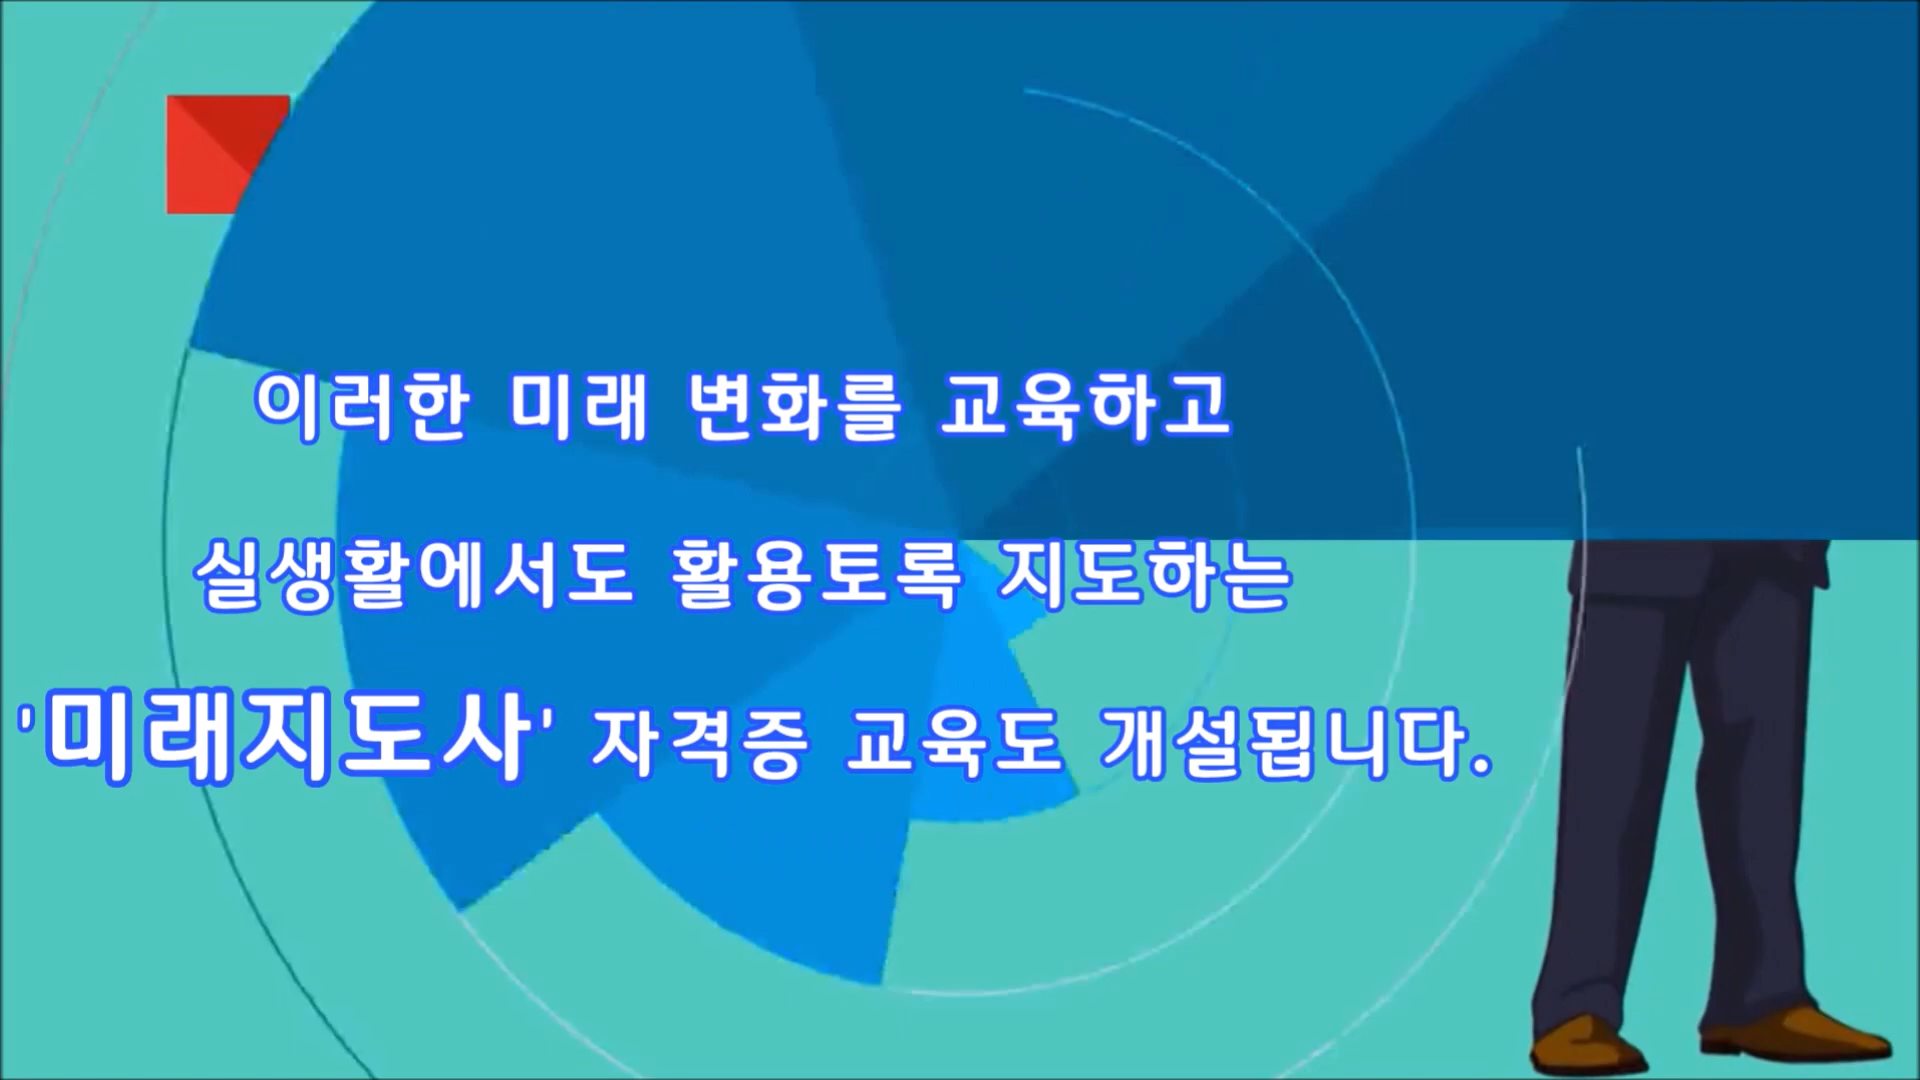 이러한 미래 변화를 교육하고
실생활에서도 활용토록 지도하는
'미래지도사' 자격증 교육도 개설됩니다.